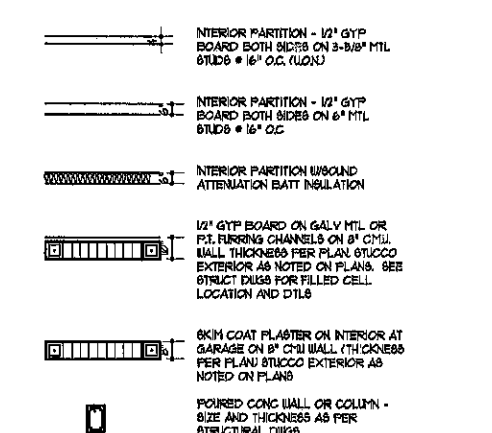 INTERIOR PARTITION - 1/2" GYP
BOARD BOTH SIDES ON 3-5/8" MTL
STUDS @ 16" O.C. (U.O.N.)
INTERIOR PARTITION - 1/2" GYP
BOARD BOTH SIDES ON 6" MTL
STUDS @ 16" O.C
INTERIOR PARTITION W/SOUND
ATTENUATION BATT INSULATION
1/2" GYP BOARD ON GALV MTL OR
P.T. FURRING CHANNELS ON 8" CMU.
WALL THICKNESS PER PLAN. STUCCO
EXTERIOR AS NOTED ON PLANS. SEE
STRUCT DWGS FOR FILLED CELL
LOCATION AND DTLS
SKIM COAT PLASTER ON INTERIOR AT
GARAGE ON 8" CMU WALL (THICKNESS
PER PLAN) STUCCO EXTERIOR AS
NOTED ON PLANS
POURED CONC WALL OR COLUMN -
SIZE AND THICKNESS AS PER
STRUCTURAL DWGS